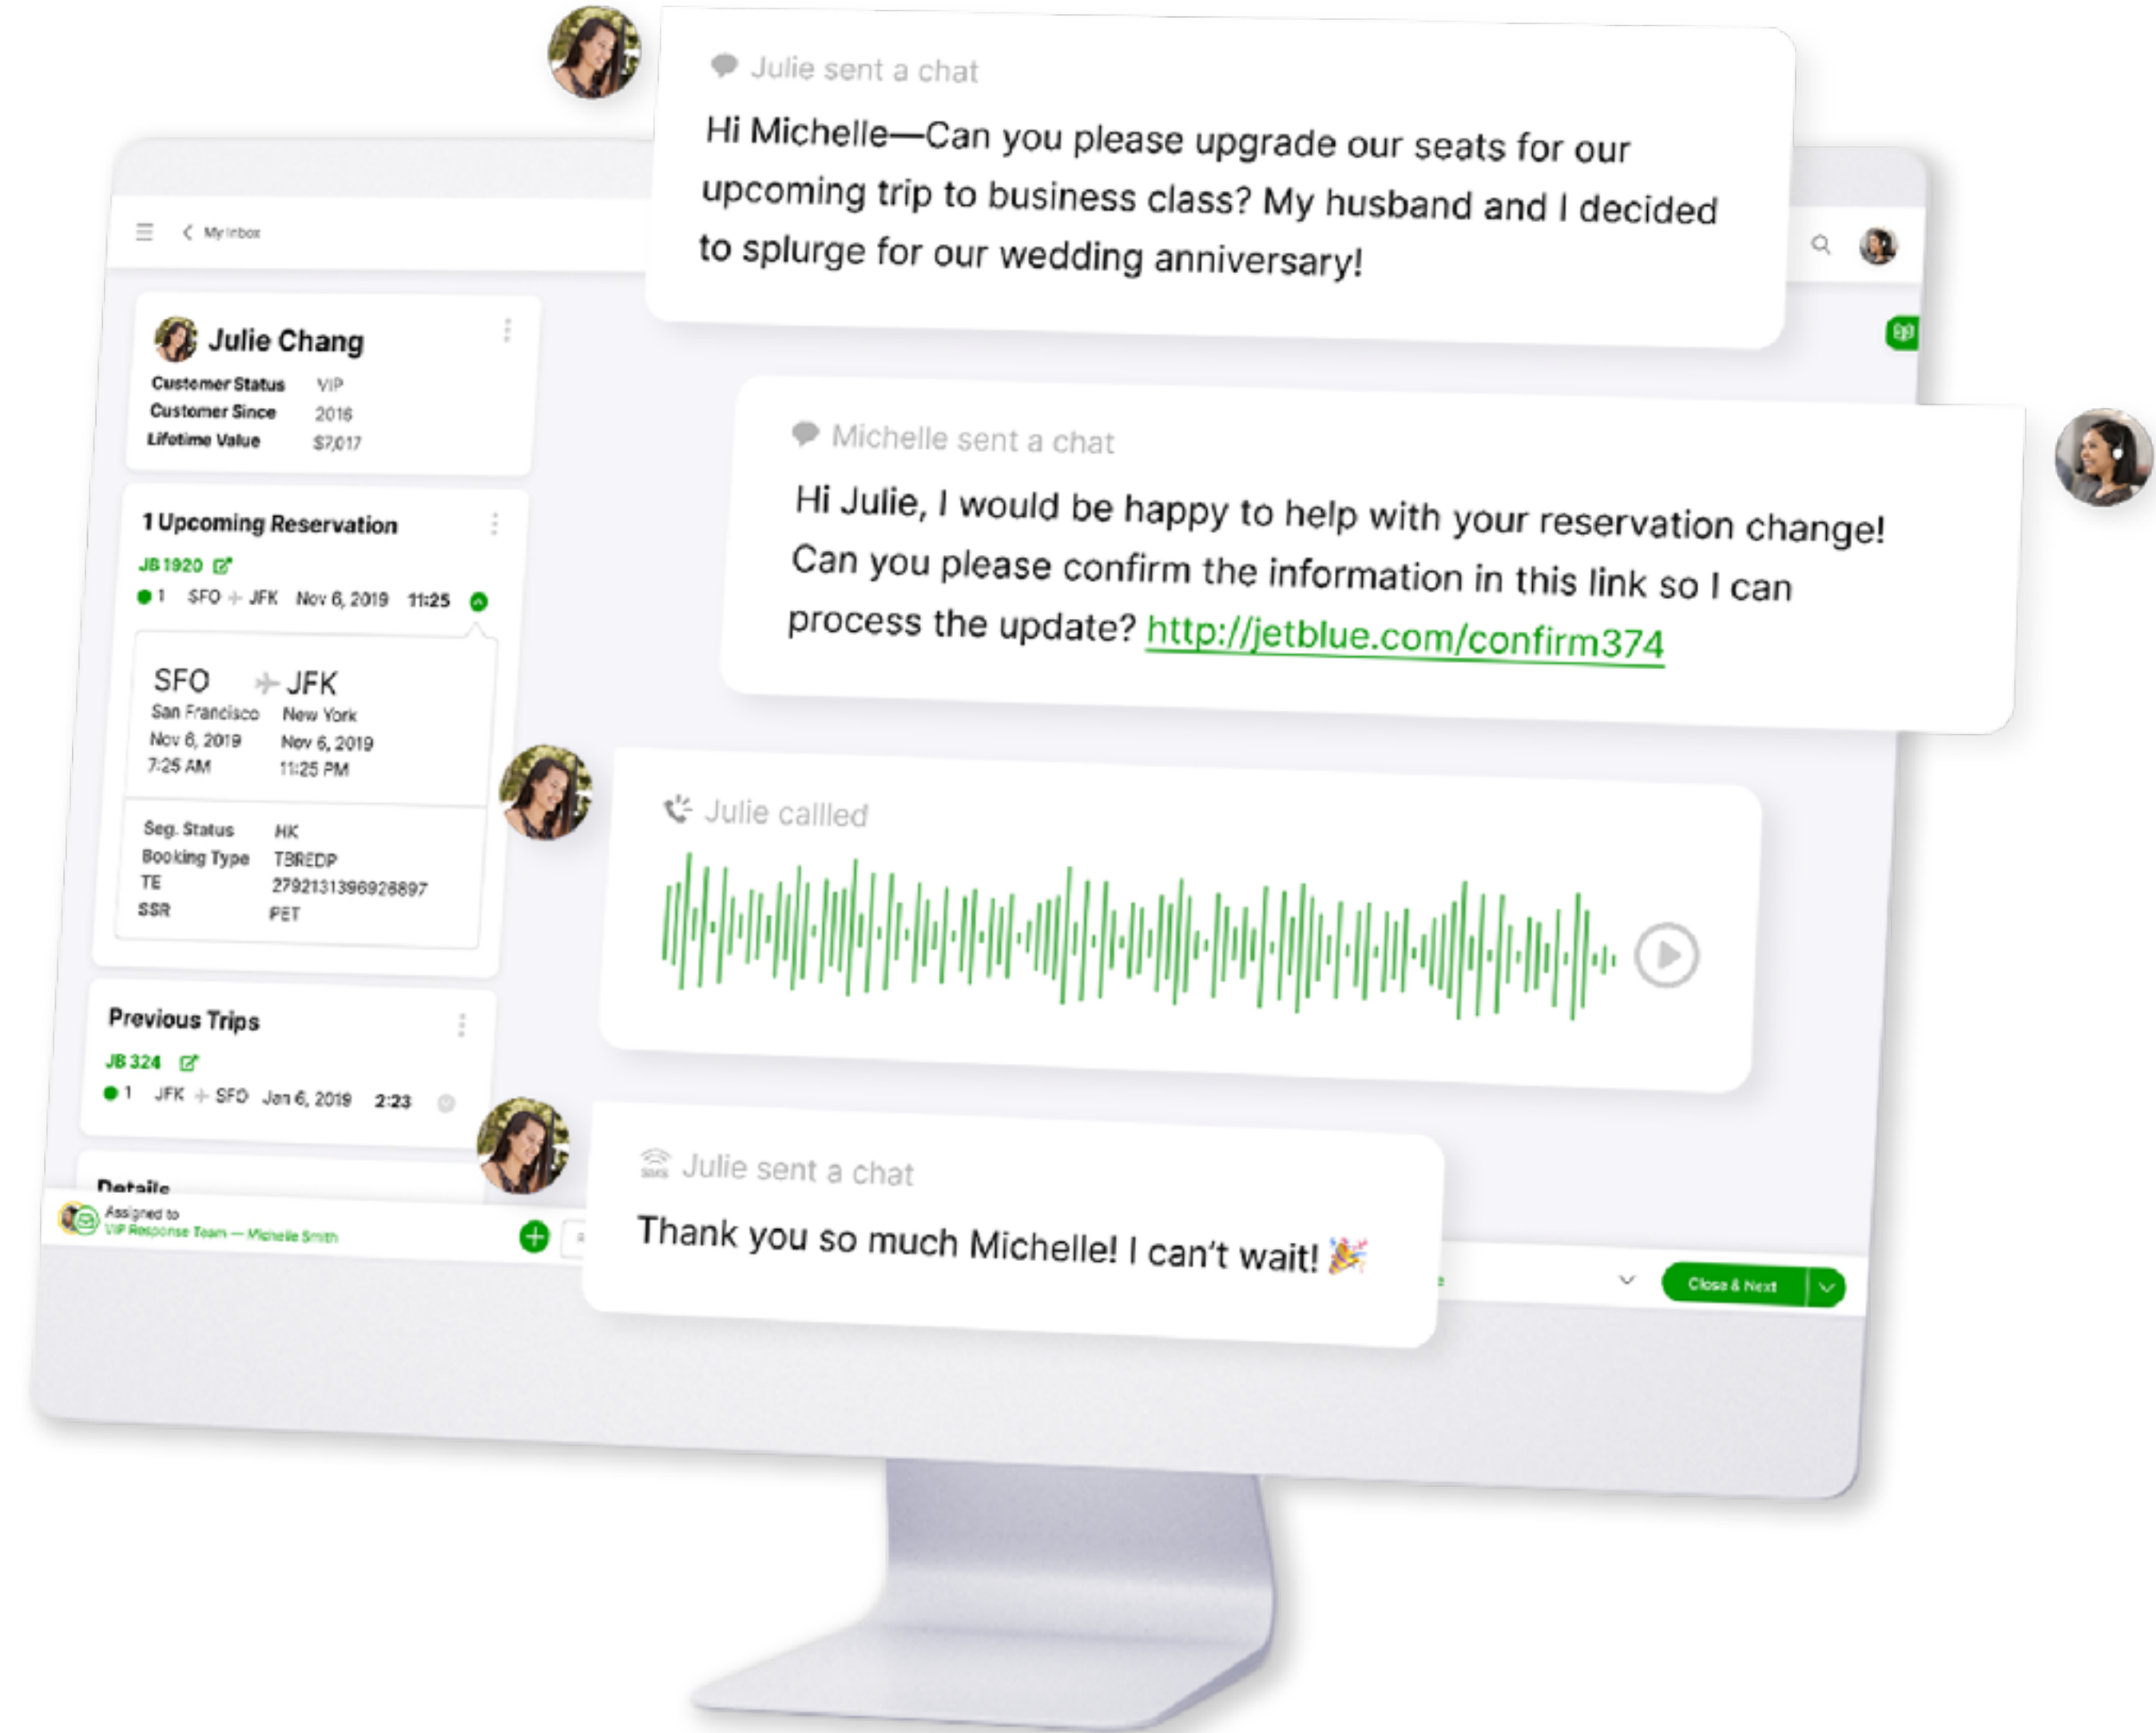 Julie sent a chat
Hi Michelle—Can you please upgrade our seats for our
upcoming trip to business class? My husband and I decided
to splurge for our wedding anniversary!
My Inbox
Julie Chang
Customer Status VIP
Customer Since 2016
Lifetime Value $7,017
Michelle sent a chat
Hi Julie, I would be happy to help with your reservation change!
Can you please confirm the information in this link so I can
process the update? http://jetblue.com/confirm374
1 Upcoming Reservation
JB 1920
1 SFO JFK Nov 6, 2019 11:25
SFO JFK
San Francisco New York
Nov 6, 2019 Nov 6, 2019
7:25 AM 11:25 PM
Seg. Status HK
Booking Type TBREDP
TE 2792131396928897
SSR PET
Julie callled
Previous Trips
JB 324
1 JFK SFO Jan 6, 2019 2:23
Details
Julie sent a chat
Thank you so much Michelle! I can't wait!
Assigned to
VIP Response Team — Michelle Smith
Close & Next